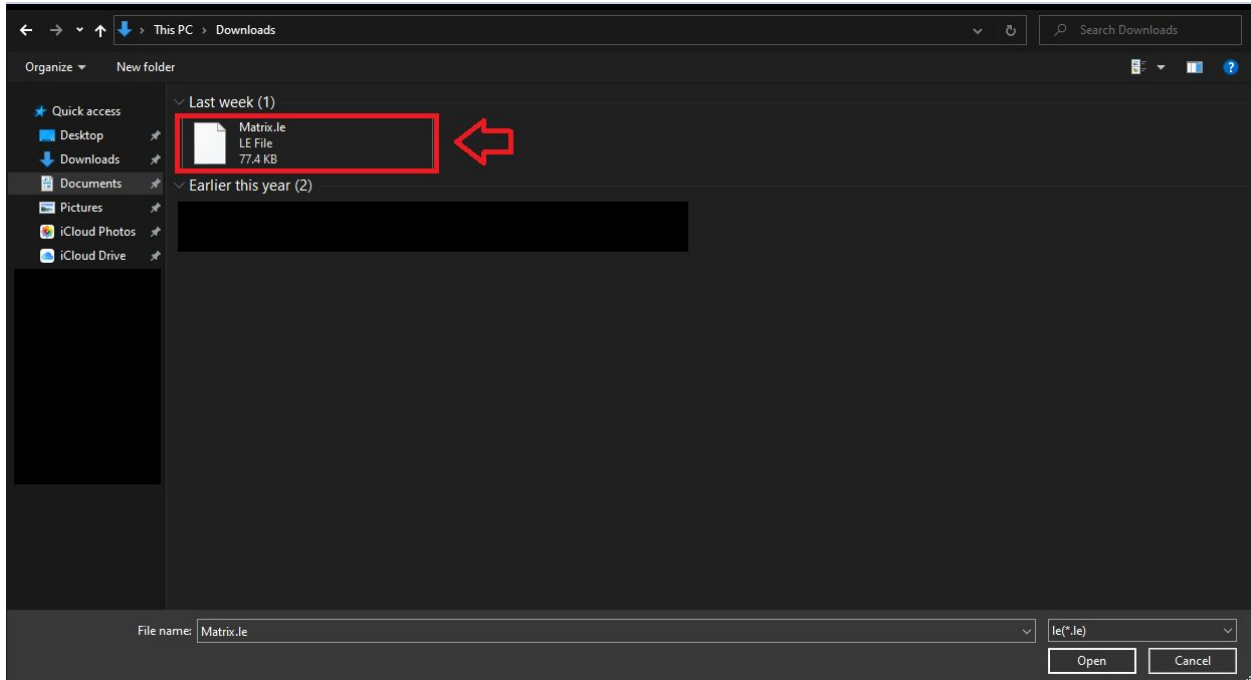 This PC > Downloads
Search Downloads
Organize
New folder
?
Quick access
Desktop
Downloads
Documents
Pictures
iCloud Photos
iCloud Drive
Last week (1)
Matrix.le
LE File
77.4 KB
Earlier this year (2)
File name: Matrix.le
le(*.le)
Open
Cancel